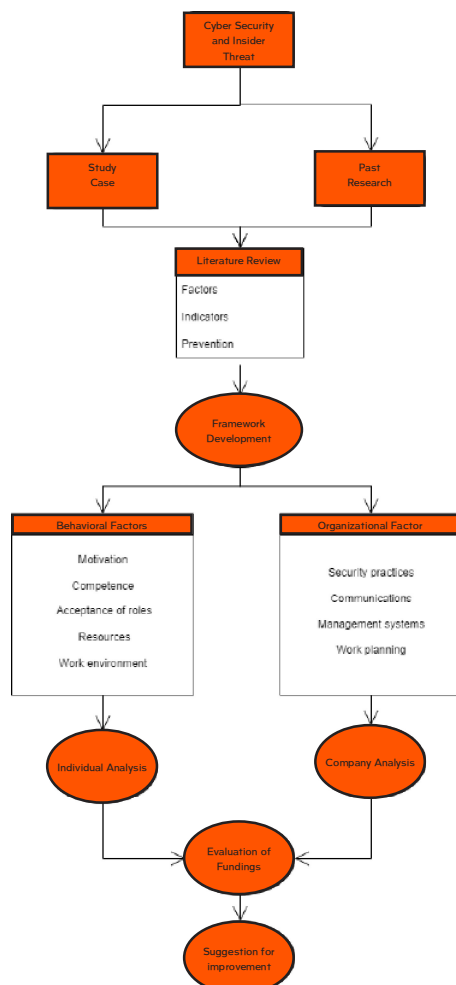 Cyber Security
and Insider
Threat
Study
Case
Past
Research
Literature Review
Factors
Indicators
Prevention
Framework
Development
Behavioral Factors
Motivation
Competence
Acceptance of roles
Resources
Work environment
Organizational Factor
Security practices
Communications
Management systems
Work planning
Individual Analysis
Company Analysis
Evaluation of
Fundings
Suggestion for
improvement